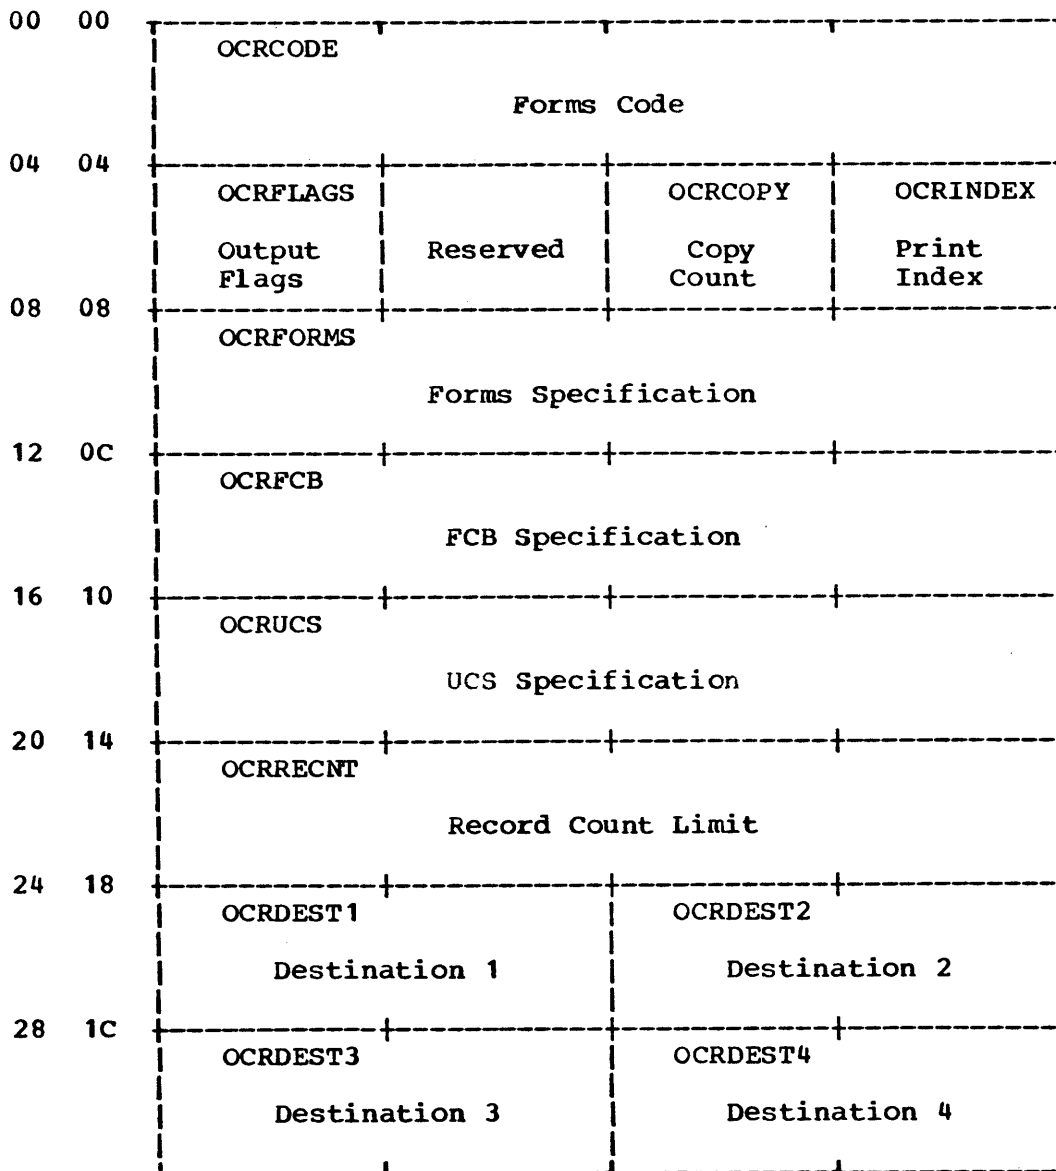 00 00
OCRCODE
Forms Code
04 04
OCRFLAGS OCRCOPY OCRINDEX
Output Reserved Copy Print
Flags Count Index
08 08
OCRFORMS
Forms Specification
12 0C
OCRFCB
FCB Specification
16 10
OCRUCS
UCS Specification
20 14
OCRRECNT
Record Count Limit
24 18
OCRDEST1 OCRDEST2
Destination 1 Destination 2
28 1C
OCRDEST3 OCRDEST4
Destination 3 Destination 4